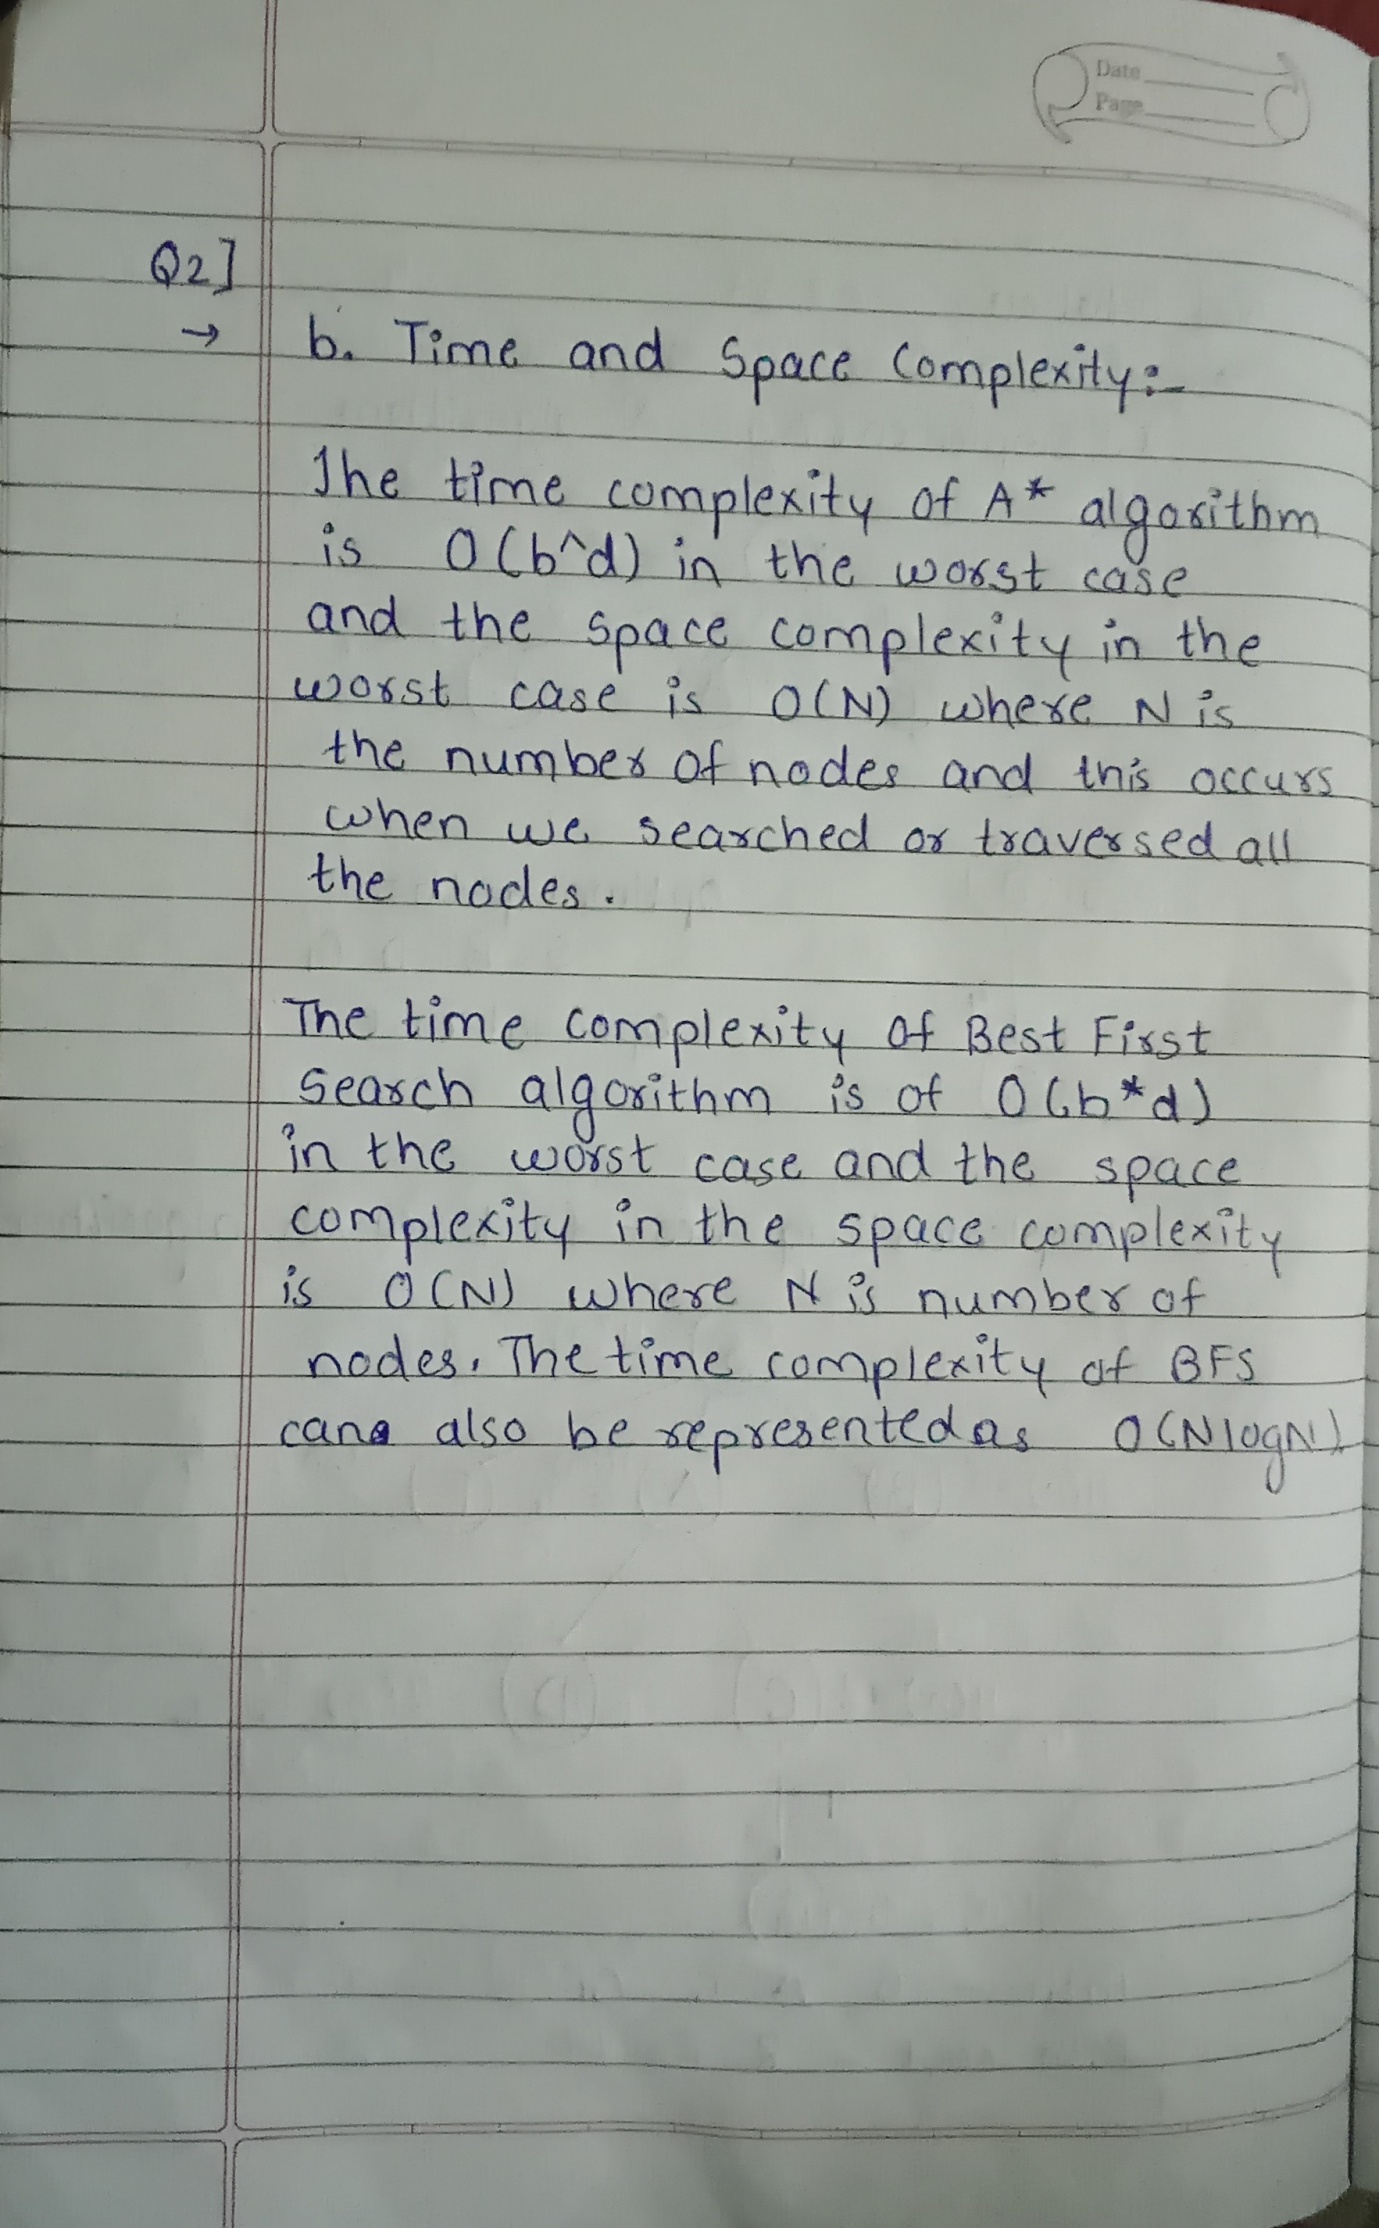 Date
Page
Q2]
→ b. Time and Space Complexity:-
The time complexity of A* algorithm
is O(b^d) in the worst case
and the space complexity in the
worst case is O(N) where N is
the number of nodes and this occurs
when we searched or traversed all
the nodes.
The time complexity of Best First
Search algorithm is of O(b*d)
in the worst case and the space
complexity in the space complexity
is O(N) where N is number of
nodes. The time complexity of BFS
can also be represented as O(NlogN)